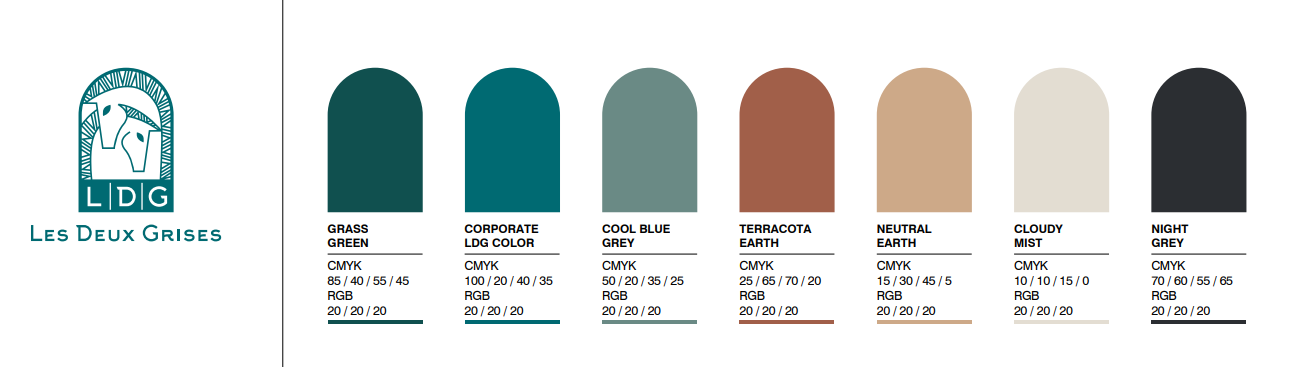 L|D|G
LES DEUX GRISES
GRASS
GREEN
CMYK
85 / 40 / 55 / 45
RGB
20 / 20 / 20
CORPORATE
LDG COLOR
CMYK
100 / 20 / 40 / 35
RGB
20 / 20 / 20
COOL BLUE
GREY
CMYK
50 / 20 / 35 / 25
RGB
20 / 20 / 20
TERRACOTA
EARTH
CMYK
25 / 65 / 70 / 20
RGB
20 / 20 / 20
NEUTRAL
EARTH
CMYK
15 / 30 / 45 / 5
RGB
20 / 20 / 20
CLOUDY
MIST
CMYK
10 / 10 / 15 / 0
RGB
20 / 20 / 20
NIGHT
GREY
CMYK
70 / 60 / 55 / 65
RGB
20 / 20 / 20